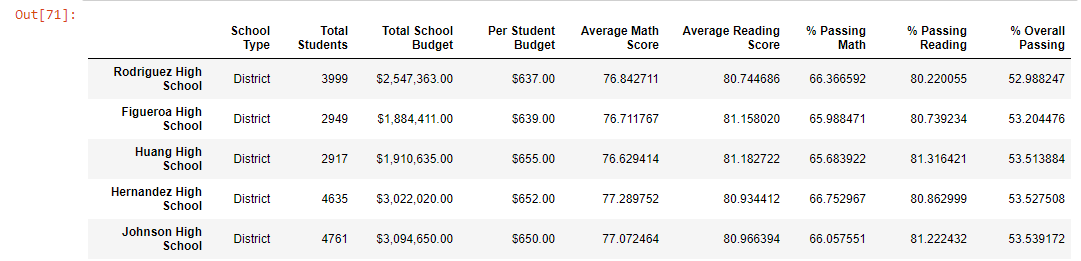 Out[71]:
School Type Total Students Total School Budget Per Student Budget Average Math Score Average Reading Score % Passing Math % Passing Reading % Overall Passing
Rodriguez High School District 3999 $2,547,363.00 $637.00 76.842711 80.744686 66.366592 80.220055 52.988247
Figueroa High School District 2949 $1,884,411.00 $639.00 76.711767 81.158020 65.988471 80.739234 53.204476
Huang High School District 2917 $1,910,635.00 $655.00 76.629414 81.182722 65.683922 81.316421 53.513884
Hernandez High School District 4635 $3,022,020.00 $652.00 77.289752 80.934412 66.752967 80.862999 53.527508
Johnson High School District 4761 $3,094,650.00 $650.00 77.072464 80.966394 66.057551 81.222432 53.539172